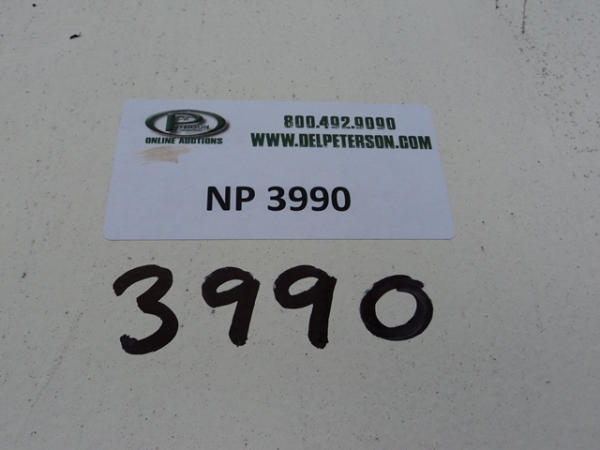 PETERSON
ONLINE AUCTIONS
800.492.9090
WWW.DELPETERSON.COM
NP 3990
3990